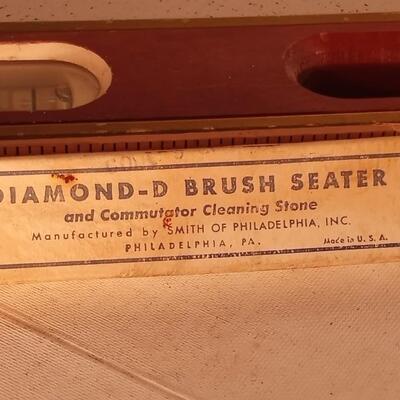 DIAMOND-D BRUSH SEATER
and Commutator Cleaning Stone
Manufactured by SMITH OF PHILADELPHIA, INC.
PHILADELPHIA, PA. Made in U. S. A.